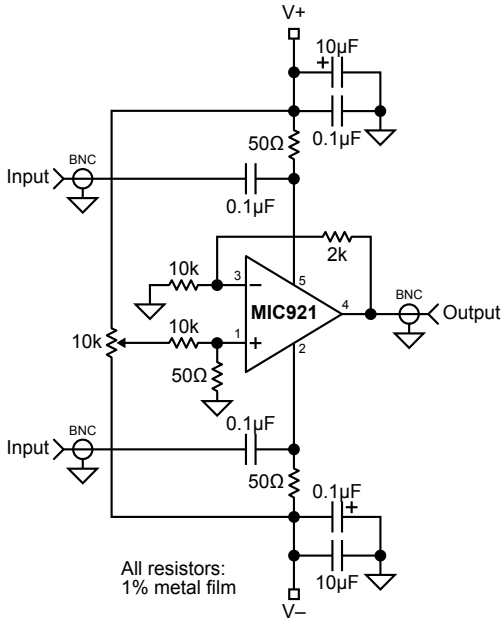 V+
10µF
+
0.1µF
50Ω
BNC
Input
0.1µF
2k
10k
3
−
5
MIC921
4
BNC
Output
10k
10k
1
+
2
50Ω
0.1µF
BNC
Input
50Ω
0.1µF
+
10µF
All resistors:
1% metal film
V−